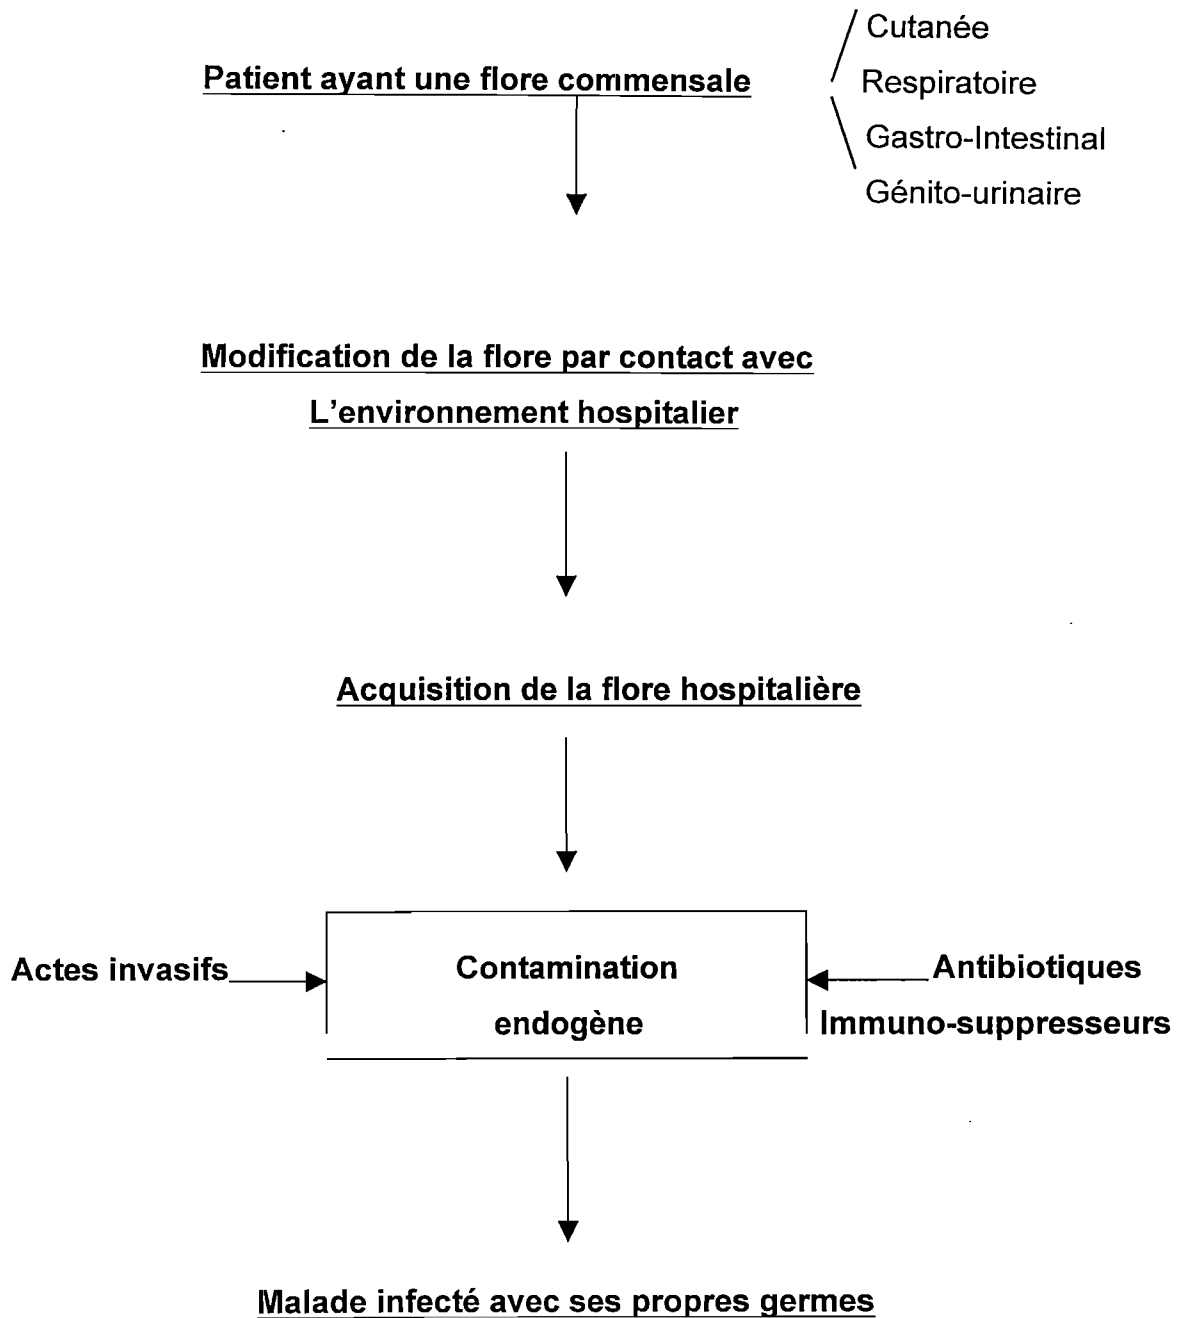 Cutanée
Patient ayant une flore commensale
Respiratoire
Gastro-Intestinal
Génito-urinaire
Modification de la flore par contact avec
L'environnement hospitalier
Acquisition de la flore hospitalière
Actes invasifs
Contamination
endogène
Antibiotiques
Immuno-suppresseurs
Malade infecté avec ses propres germes